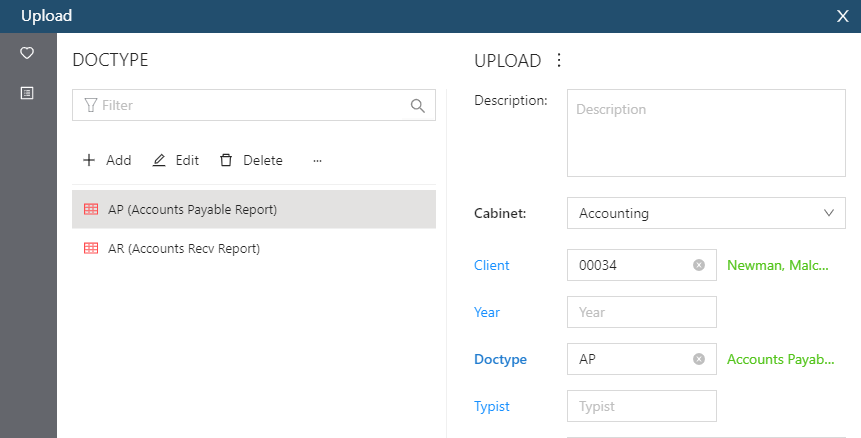 Upload
X
DOCTYPE
Filter
Add Edit Delete ...
AP (Accounts Payable Report)
AR (Accounts Recv Report)
UPLOAD
Description: Description
Cabinet: Accounting
Client 00034 Newman, Malc...
Year Year
Doctype AP Accounts Payab...
Typist Typist